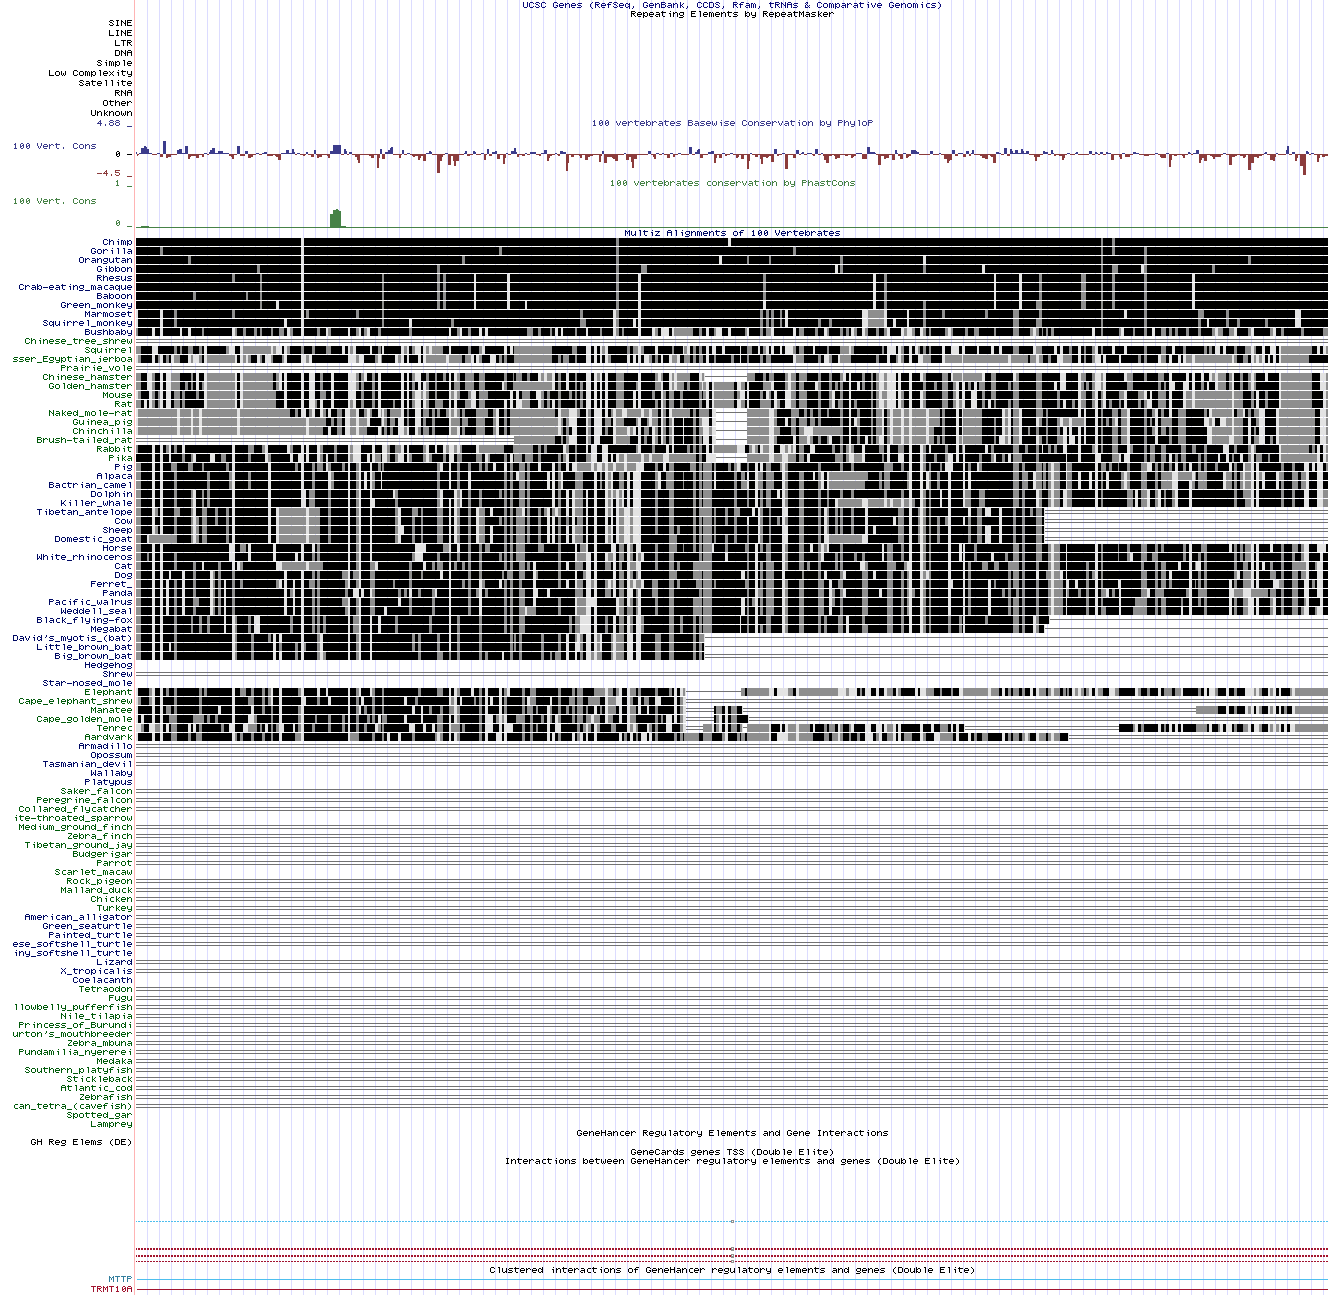 UCSC Genes (RefSeq, GenBank, CCDS, Rfam, tRNAs & Comparative Genomics)
Repeating Elements by RepeatMasker
SINE
LINE
LTR
DNA
Simple
Low Complexity
Satellite
RNA
Other
Unknown
100 vertebrates Basewise Conservation by PhyloP
4.88 _
100 Vert. Cons
0 _
-4.5 _
100 vertebrates conservation by PhastCons
1 _
100 Vert. Cons
0 _
Multiz Alignments of 100 Vertebrates
Chimp
Gorilla
Orangutan
Gibbon
Rhesus
Crab-eating_macaque
Baboon
Green_monkey
Marmoset
Squirrel_monkey
Bushbaby
Chinese_tree_shrew
Squirrel
sser_Egyptian_jerboa
Prairie_vole
Chinese_hamster
Golden_hamster
Mouse
Rat
Naked_mole-rat
Guinea_pig
Chinchilla
Brush-tailed_rat
Rabbit
Pika
Pig
Alpaca
Bactrian_camel
Dolphin
Killer_whale
Tibetan_antelope
Cow
Sheep
Domestic_goat
Horse
White_rhinoceros
Cat
Dog
Ferret_
Panda
Pacific_walrus
Weddell_seal
Black_flying-fox
Megabat
David's_myotis_(bat)
Little_brown_bat
Big_brown_bat
Hedgehog
Shrew
Star-nosed_mole
Elephant
Cape_elephant_shrew
Manatee
Cape_golden_mole
Tenrec
Aardvark
Armadillo
Opossum
Tasmanian_devil
Wallaby
Platypus
Saker_falcon
Peregrine_falcon
Collared_flycatcher
ite-throated_sparrow
Medium_ground_finch
Zebra_finch
Tibetan_ground_jay
Budgerigar
Parrot
Scarlet_macaw
Rock_pigeon
Mallard_duck
Chicken
Turkey
American_alligator
Green_seaturtle
Painted_turtle
ese_softshell_turtle
iny_softshell_turtle
Lizard
X_tropicalis
Coelacanth
Tetraodon
Fugu
llowbelly_pufferfish
Nile_tilapia
Princess_of_Burundi
urton's_mouthbreeder
Zebra_mbuna
Pundamilia_nyererei
Medaka
Southern_platyfish
Stickleback
Atlantic_cod
Zebrafish
can_tetra_(cavefish)
Spotted_gar
Lamprey
GeneHancer Regulatory Elements and Gene Interactions
GH Reg Elems (DE)
GeneCards genes TSS (Double Elite)
Interactions between GeneHancer regulatory elements and genes (Double Elite)
Clustered interactions of GeneHancer regulatory elements and genes (Double Elite)
MTTP
TRMT10A